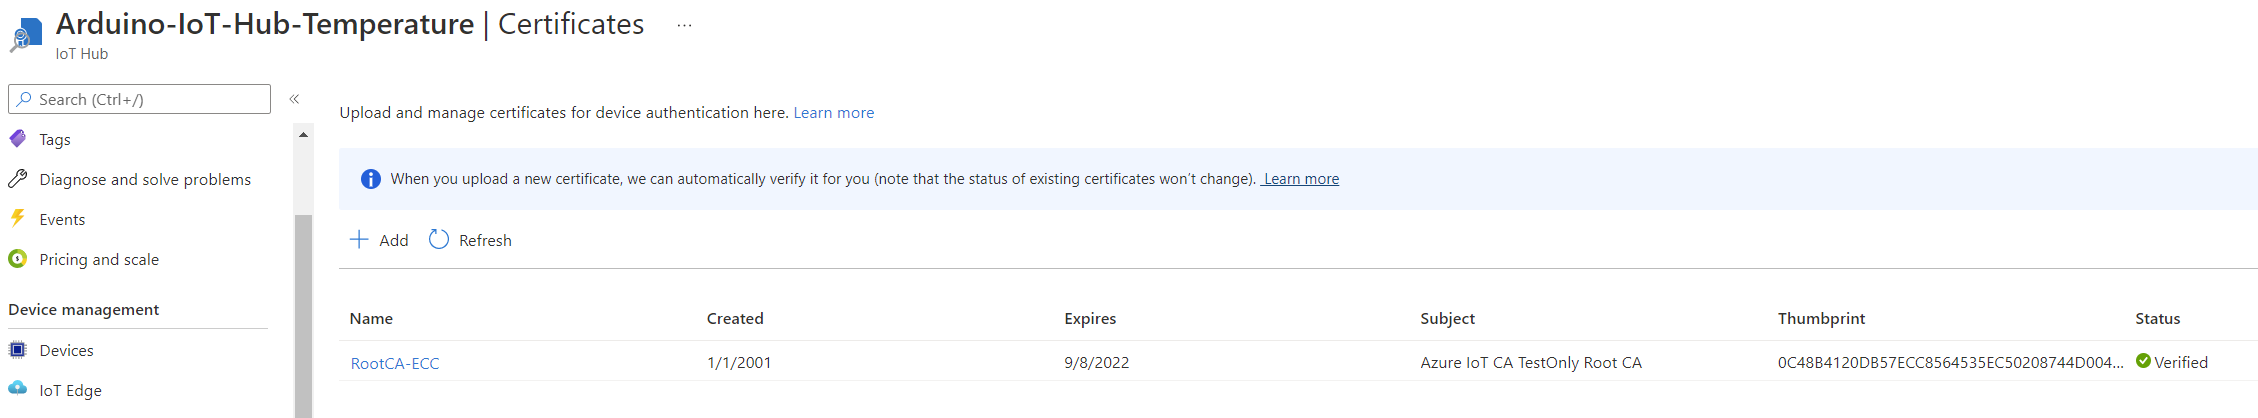 Arduino-IoT-Hub-Temperature | Certificates ...
IoT Hub
Search (Ctrl+/)
«
Tags
Diagnose and solve problems
Events
Pricing and scale
Device management
Devices
IoT Edge
Upload and manage certificates for device authentication here. Learn more
When you upload a new certificate, we can automatically verify it for you (note that the status of existing certificates won't change). Learn more
Add Refresh
Name Created Expires Subject Thumbprint Status
RootCA-ECC 1/1/2001 9/8/2022 Azure IoT CA TestOnly Root CA 0C48B4120DB57ECC8564535EC50208744D004... Verified